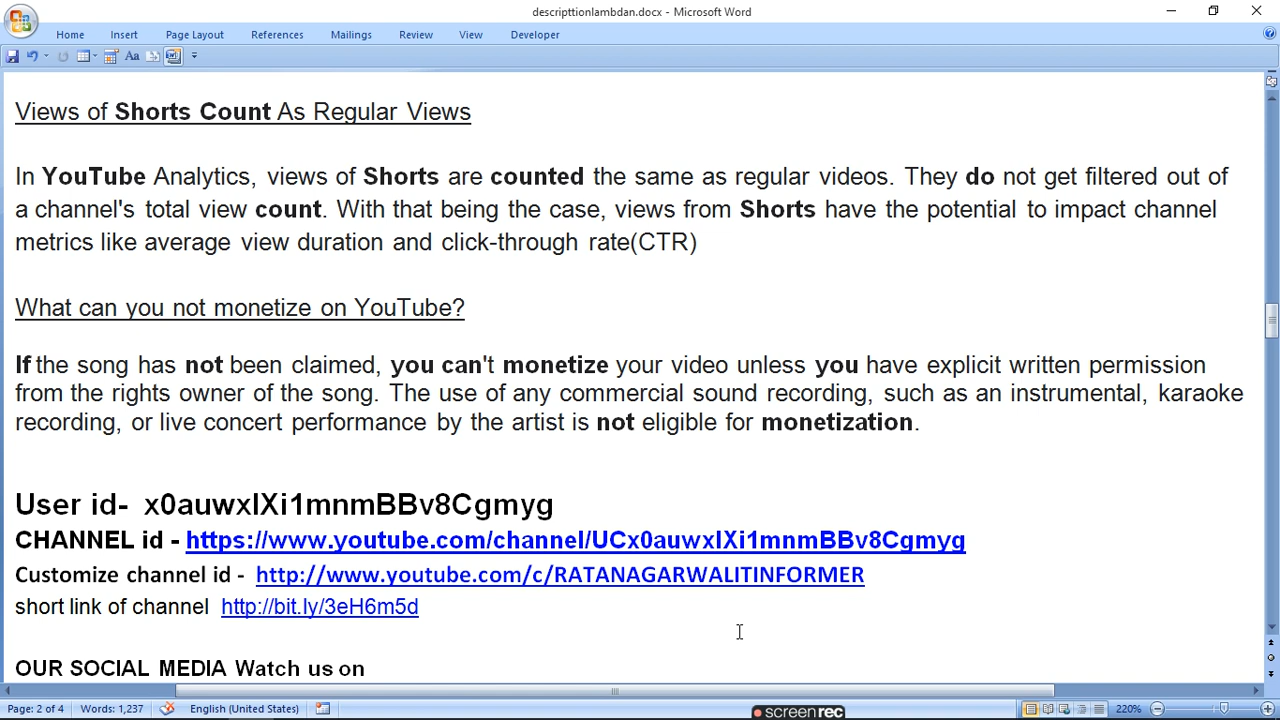 descripttionlambdan.docx - Microsoft Word
Home Insert Page Layout References Mailings Review View Developer
Aa
Views of Shorts Count As Regular Views
In YouTube Analytics, views of Shorts are counted the same as regular videos. They do not get filtered out of
a channel's total view count. With that being the case, views from Shorts have the potential to impact channel
metrics like average view duration and click-through rate(CTR)
What can you not monetize on YouTube?
If the song has not been claimed, you can't monetize your video unless you have explicit written permission
from the rights owner of the song. The use of any commercial sound recording, such as an instrumental, karaoke
recording, or live concert performance by the artist is not eligible for monetization.
User id- x0auwxlXi1mnmBBv8Cgmyg
CHANNEL id - https://www.youtube.com/channel/UCx0auwxlXi1mnmBBv8Cgmyg
Customize channel id - http://www.youtube.com/c/RATANAGARWALITINFORMER
short link of channel http://bit.ly/3eH6m5d
OUR SOCIAL MEDIA Watch us on
Page: 2 of 4 Words: 1,237 English (United States) screenrec 220%